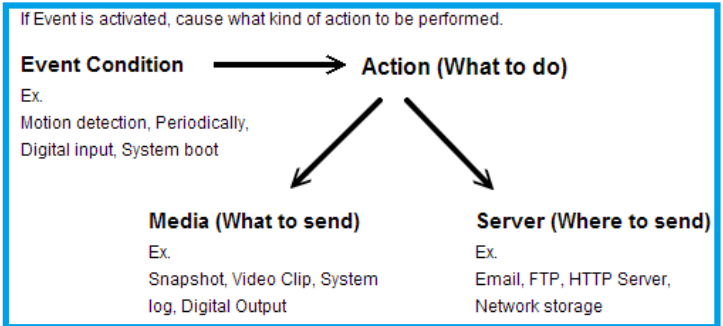 If Event is activated, cause what kind of action to be performed.
Event Condition
Action (What to do)
Ex.
Motion detection, Periodically,
Digital input, System boot
Media (What to send)
Ex.
Snapshot, Video Clip, System
log, Digital Output
Server (Where to send)
Ex.
Email, FTP, HTTP Server,
Network storage